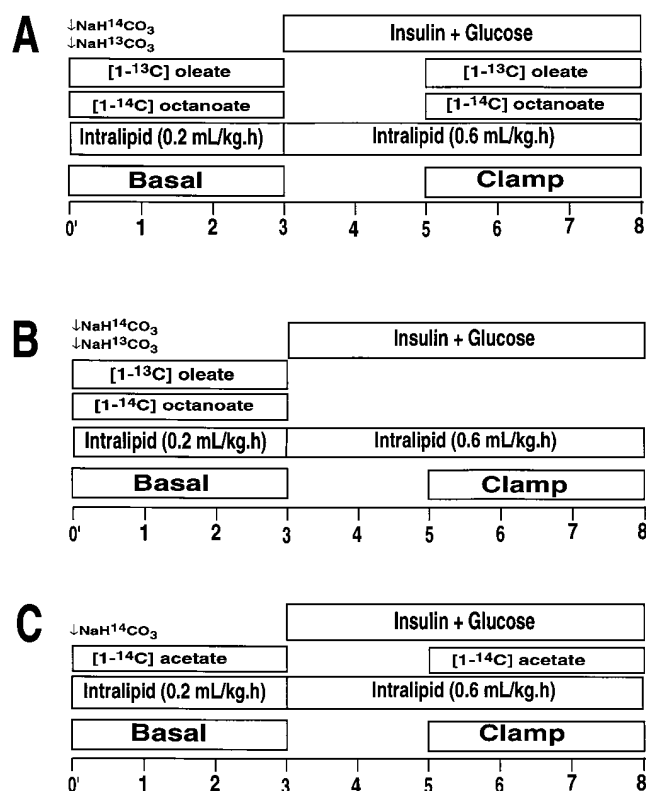 A
↓NaH¹⁴CO₃
↓NaH¹³CO₃
Insulin + Glucose
[1-¹³C] oleate
[1-¹³C] oleate
[1-¹⁴C] octanoate
[1-¹⁴C] octanoate
Intralipid (0.2 mL/kg.h)
Intralipid (0.6 mL/kg.h)
Basal
Clamp
0' 1 2 3 4 5 6 7 8
B
↓NaH¹⁴CO₃
↓NaH¹³CO₃
Insulin + Glucose
[1-¹³C] oleate
[1-¹⁴C] octanoate
Intralipid (0.2 mL/kg.h)
Intralipid (0.6 mL/kg.h)
Basal
Clamp
0' 1 2 3 4 5 6 7 8
C
↓NaH¹⁴CO₃
Insulin + Glucose
[1-¹⁴C] acetate
[1-¹⁴C] acetate
Intralipid (0.2 mL/kg.h)
Intralipid (0.6 mL/kg.h)
Basal
Clamp
0' 1 2 3 4 5 6 7 8